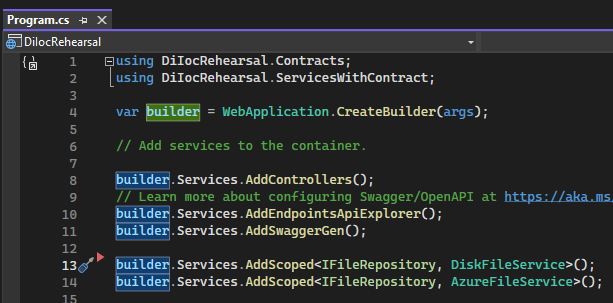 Program.cs
DiIocRehearsal
1 using DiIocRehearsal.Contracts;
2 using DiIocRehearsal.ServicesWithContract;
3
4 var builder = WebApplication.CreateBuilder(args);
5
6 // Add services to the container.
7
8 builder.Services.AddControllers();
9 // Learn more about configuring Swagger/OpenAPI at https://aka.ms
10 builder.Services.AddEndpointsApiExplorer();
11 builder.Services.AddSwaggerGen();
12
13 builder.Services.AddScoped<IFileRepository, DiskFileService>();
14 builder.Services.AddScoped<IFileRepository, AzureFileService>();
15